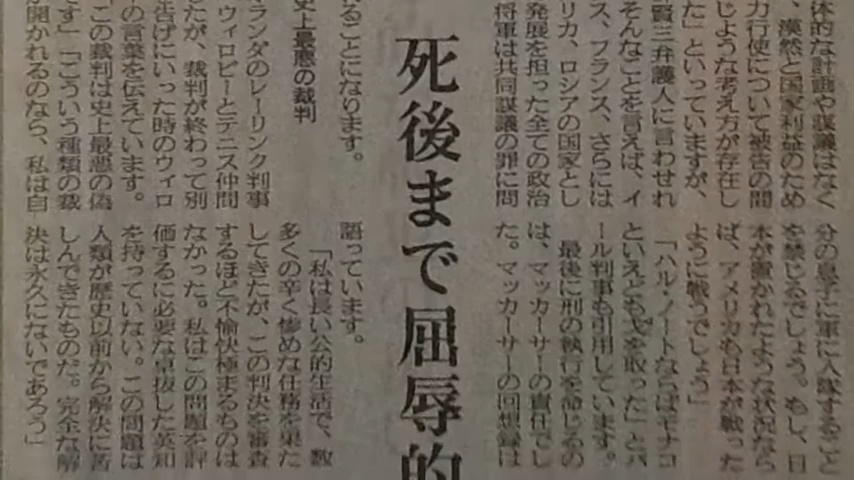 体的な計画や謀議はなく
、漠然と国家利益のため
力行使について被告の間
じような考え方が存在し
た」といっていますが、
賢三弁護人に言わせれ
そんなことを言えば、イ
ス、フランス、さらには
リカ、ロシアの国家とし
発展を担った全ての政治
将軍は共同謀議の罪に問
死後まで屈辱的
れることになります。
史上最悪の裁判
ランダのレーリンク判事
ウィロビーとテニス仲間
したが、裁判が終わって別
告げにいった時のウィロ
の言葉を伝えています。
「この裁判は史上最悪の偽
です」「こういう種類の裁
が開かれるのなら、私は自
分の息子に軍に入隊すること
を禁じるでしょう。もし、日
本が置かれたような状況なら
ば、アメリカも日本が戦った
ように戦うでしょう」
「ハル・ノートならばモナコ
といえども戈を取った」とパ
ール判事も引用しています。
最後に刑の執行を命じるの
は、マッカーサーの責任でし
た。マッカーサーの回想録は
語っています。
「私は長い公的生活で、数
多くの辛く惨めな任務を果た
してきたが、この判決を審査
するほど不愉快極まるものは
なかった。私はこの問題を評
価するに必要な卓抜した英知
を持っていない。この問題は
人類が歴史以前から解決に苦
しんできたものだ。完全な解
決は永久にないであろう」